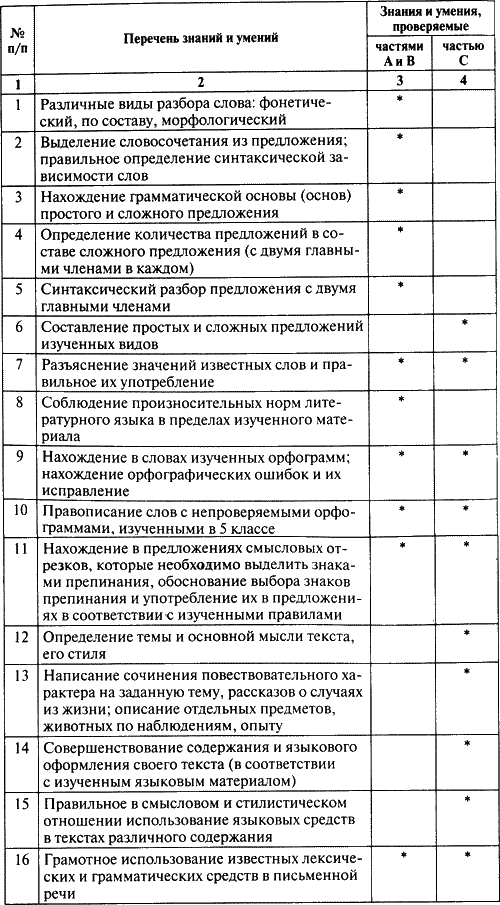 № п/п
Перечень знаний и умений
Знания и умения, проверяемые
частями А и В
частью С
1
2
3
4
1
Различные виды разбора слова: фонетиче-
ский, по составу, морфологический
*
2
Выделение словосочетания из предложения;
правильное определение синтаксической за-
висимости слов
*
3
Нахождение грамматической основы (основ)
простого и сложного предложения
*
4
Определение количества предложений в со-
ставе сложного предложения (с двумя главны-
ми членами в каждом)
*
5
Синтаксический разбор предложения с двумя
главными членами
*
6
Составление простых и сложных предложений
изученных видов
*
7
Разъяснение значений известных слов и пра-
вильное их употребление
*
*
8
Соблюдение произносительных норм лите-
ратурного языка в пределах изученного мате-
риала
*
9
Нахождение в словах изученных орфограмм;
нахождение орфографических ошибок и их
исправление
*
*
10
Правописание слов с непроверяемыми орфо-
граммами, изученными в 5 классе
*
*
11
Нахождение в предложениях смысловых от-
резков, которые необходимо выделить знака-
ми препинания, обоснование выбора знаков
препинания и употребление их в предложени-
ях в соответствии с изученными правилами
*
*
12
Определение темы и основной мысли текста,
его стиля
*
13
Написание сочинения повествовательного ха-
рактера на заданную тему, рассказов о случаях
из жизни; описание отдельных предметов,
животных по наблюдениям, опыту
*
14
Совершенствование содержания и языкового
оформления своего текста (в соответствии
с изученным языковым материалом)
*
15
Правильное в смысловом и стилистическом
отношении использование языковых средств
в текстах различного содержания
*
16
Грамотное использование известных лексиче-
ских и грамматических средств в письменной
речи
*
*